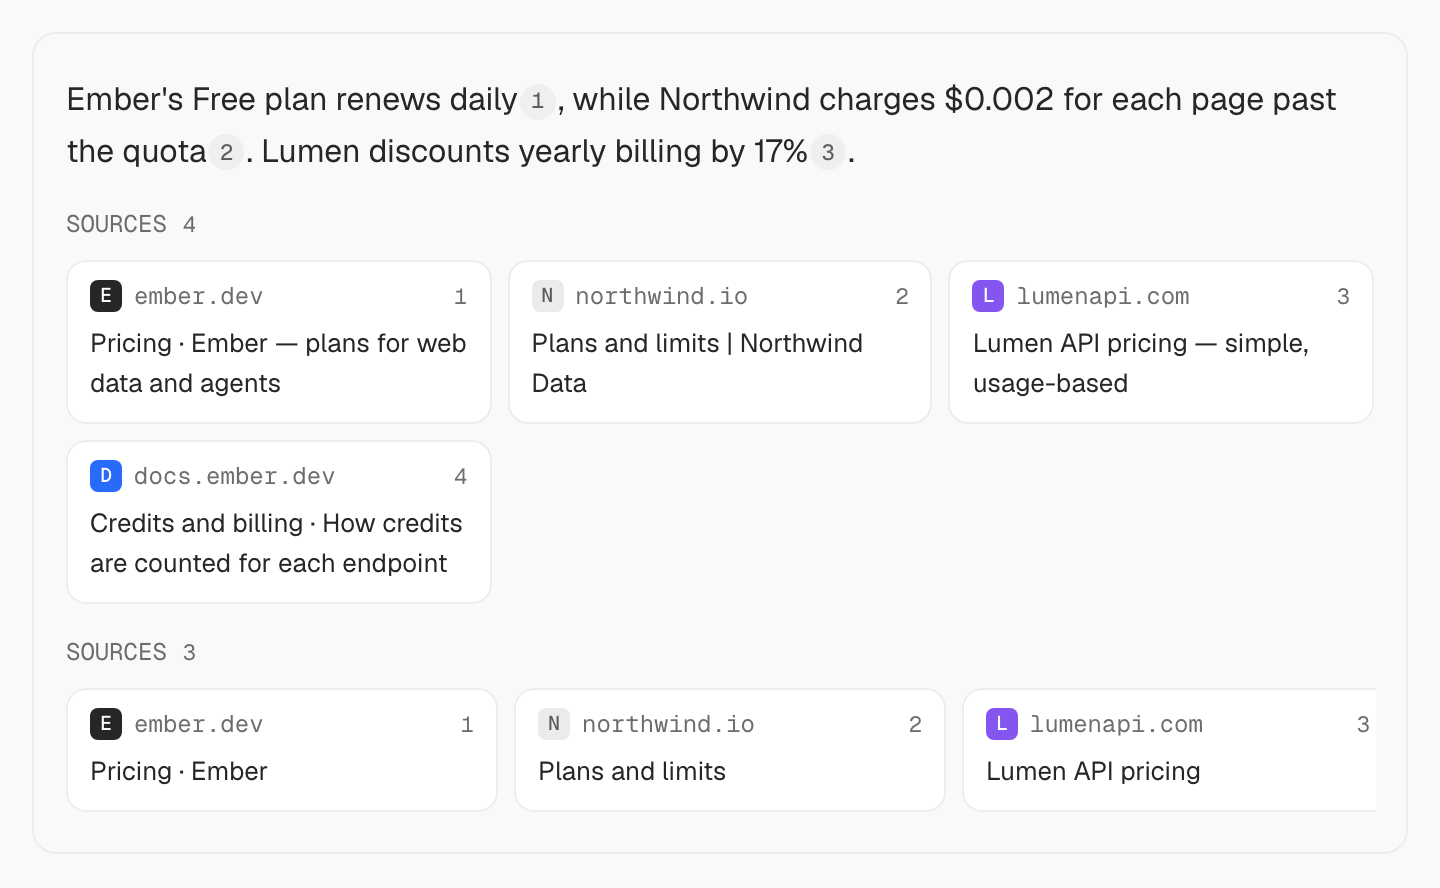 Ember's Free plan renews daily 1, while Northwind charges $0.002 for each page past
the quota 2. Lumen discounts yearly billing by 17% 3.
SOURCES 4
E ember.dev 1
Pricing · Ember — plans for web
data and agents
N northwind.io 2
Plans and limits | Northwind
Data
L lumenapi.com 3
Lumen API pricing — simple,
usage-based
D docs.ember.dev 4
Credits and billing · How credits
are counted for each endpoint
SOURCES 3
E ember.dev 1
Pricing · Ember
N northwind.io 2
Plans and limits
L lumenapi.com 3
Lumen API pricing